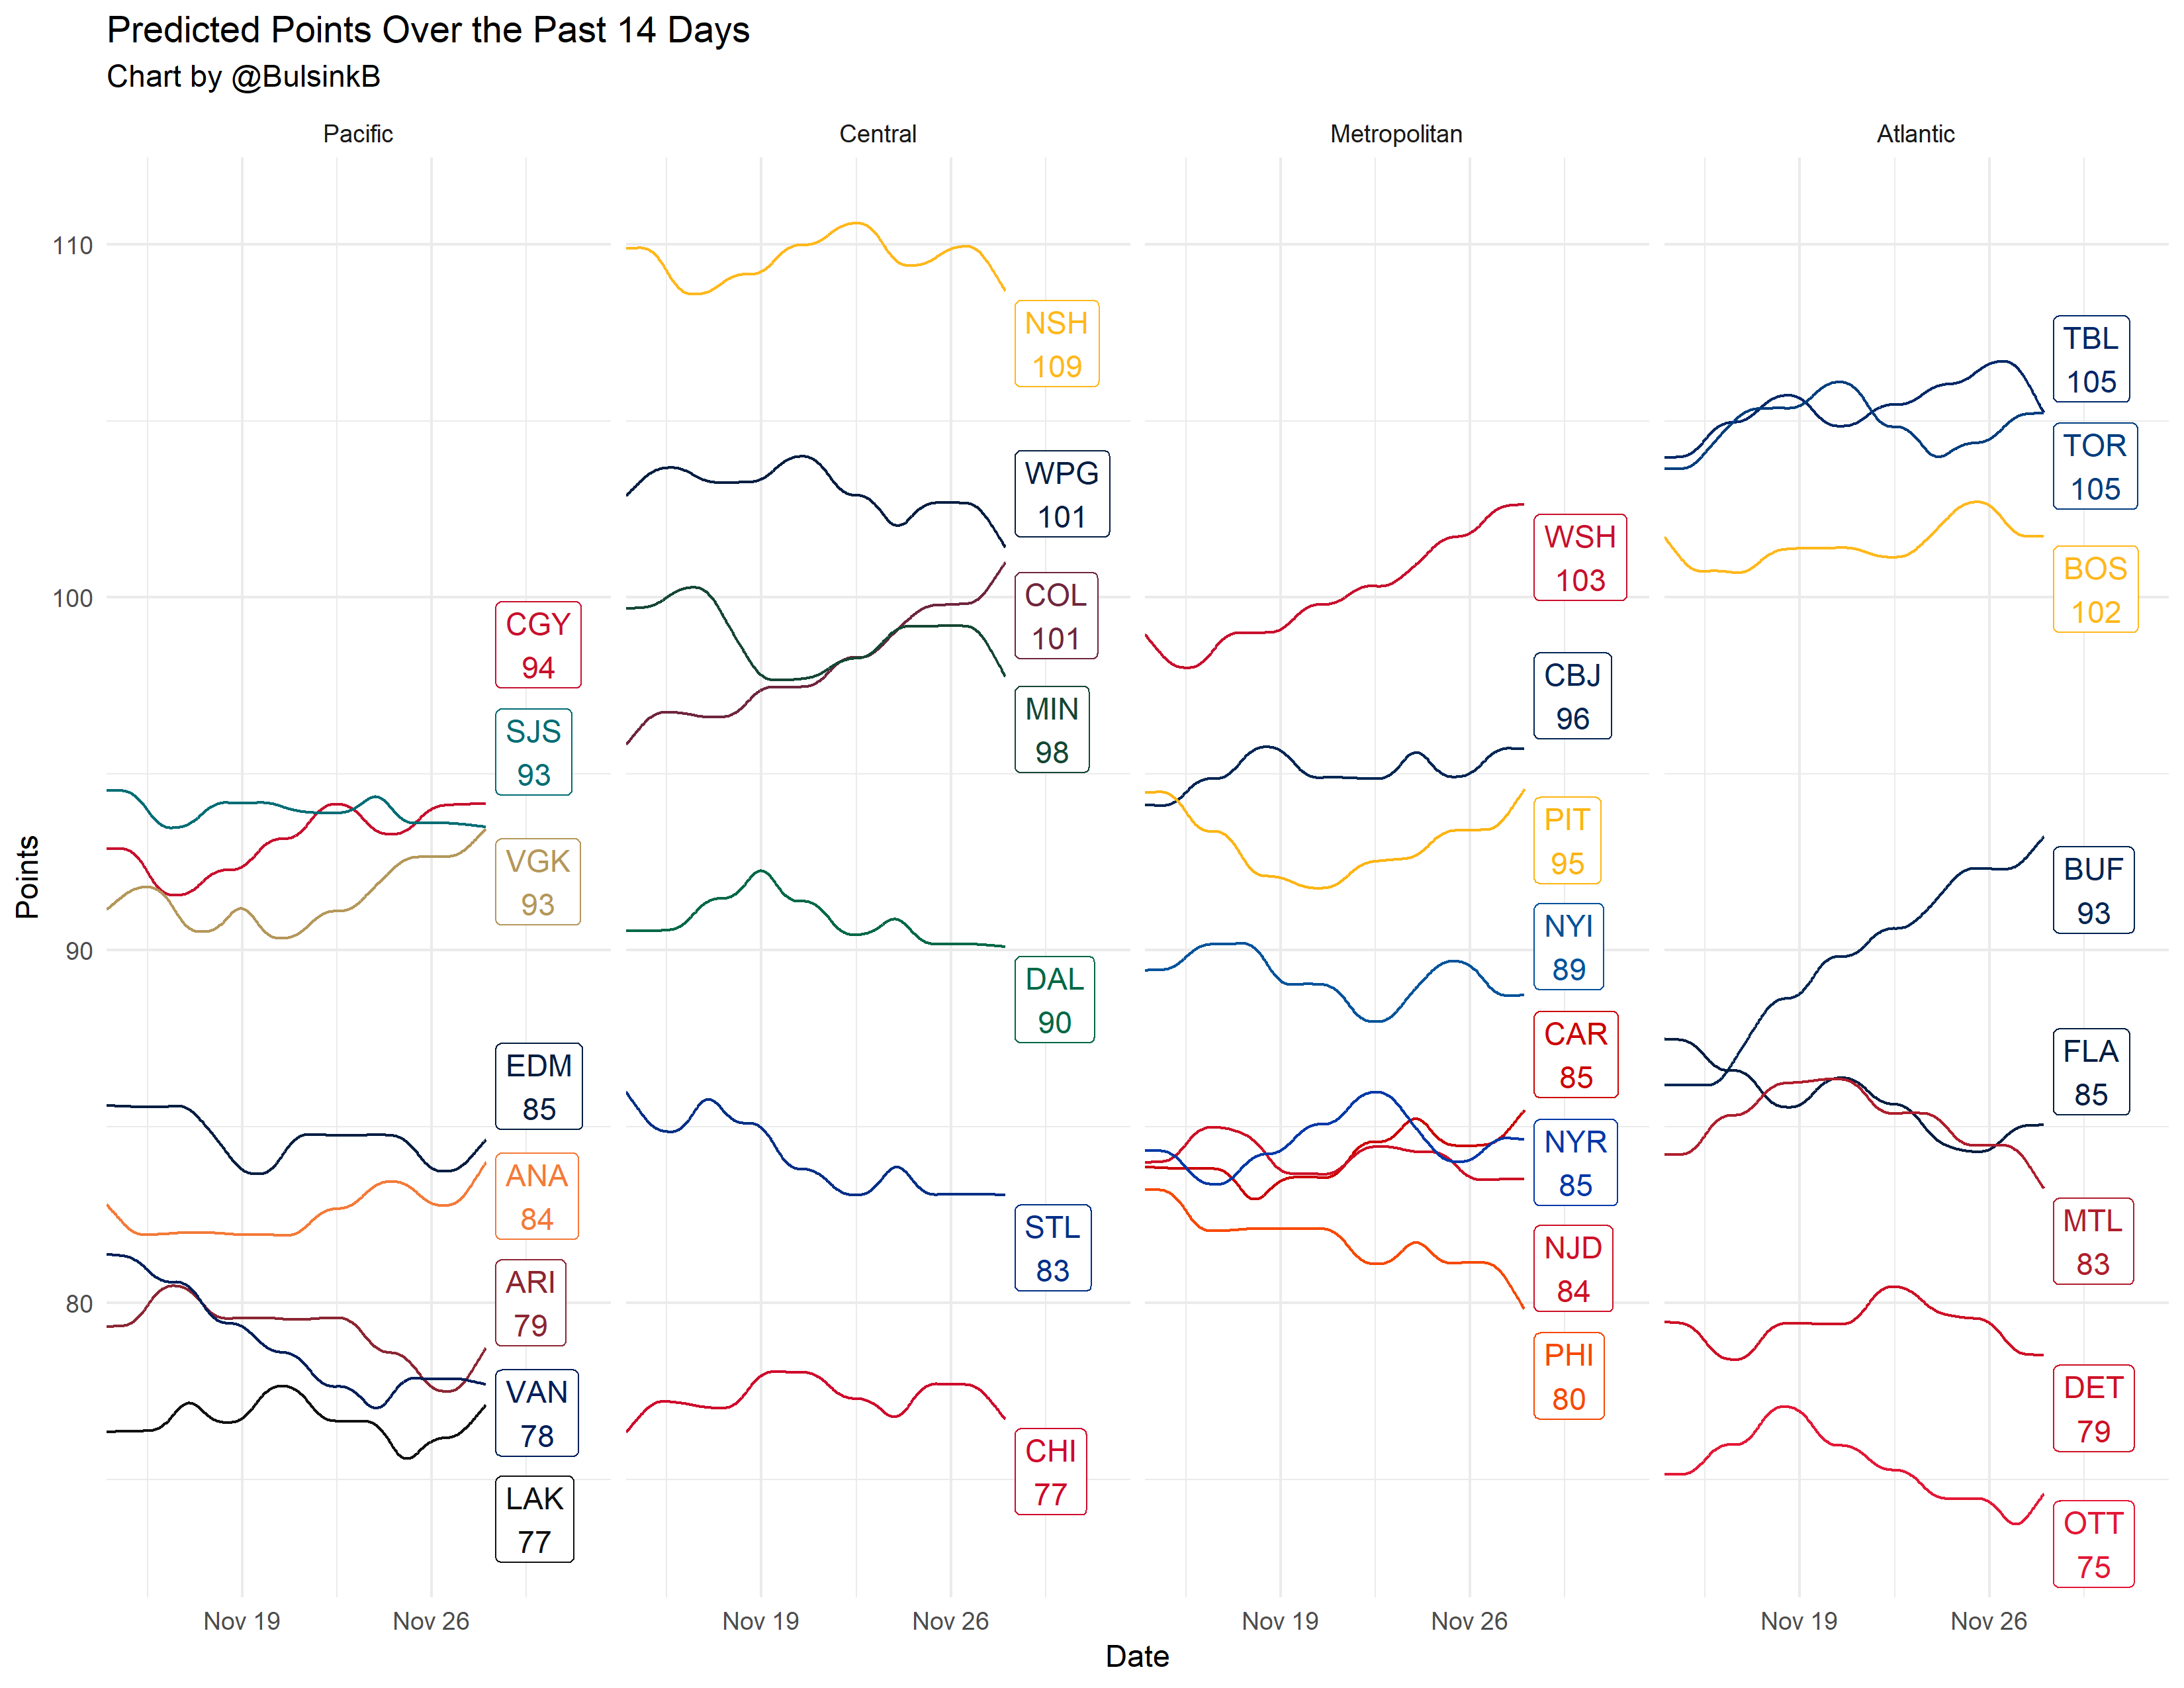 Predicted Points Over the Past 14 Days
Chart by @BulsinkB
Pacific
Central
Metropolitan
Atlantic
Points
110
100
90
80
CGY
94
SJS
93
VGK
93
EDM
85
ANA
84
ARI
79
VAN
78
LAK
77
NSH
109
WPG
101
COL
101
MIN
98
DAL
90
STL
83
CHI
77
WSH
103
CBJ
96
PIT
95
NYI
89
CAR
85
NYR
85
NJD
84
PHI
80
TBL
105
TOR
105
BOS
102
BUF
93
FLA
85
MTL
83
DET
79
OTT
75
Nov 19
Nov 26
Nov 19
Nov 26
Nov 19
Nov 26
Nov 19
Nov 26
Date